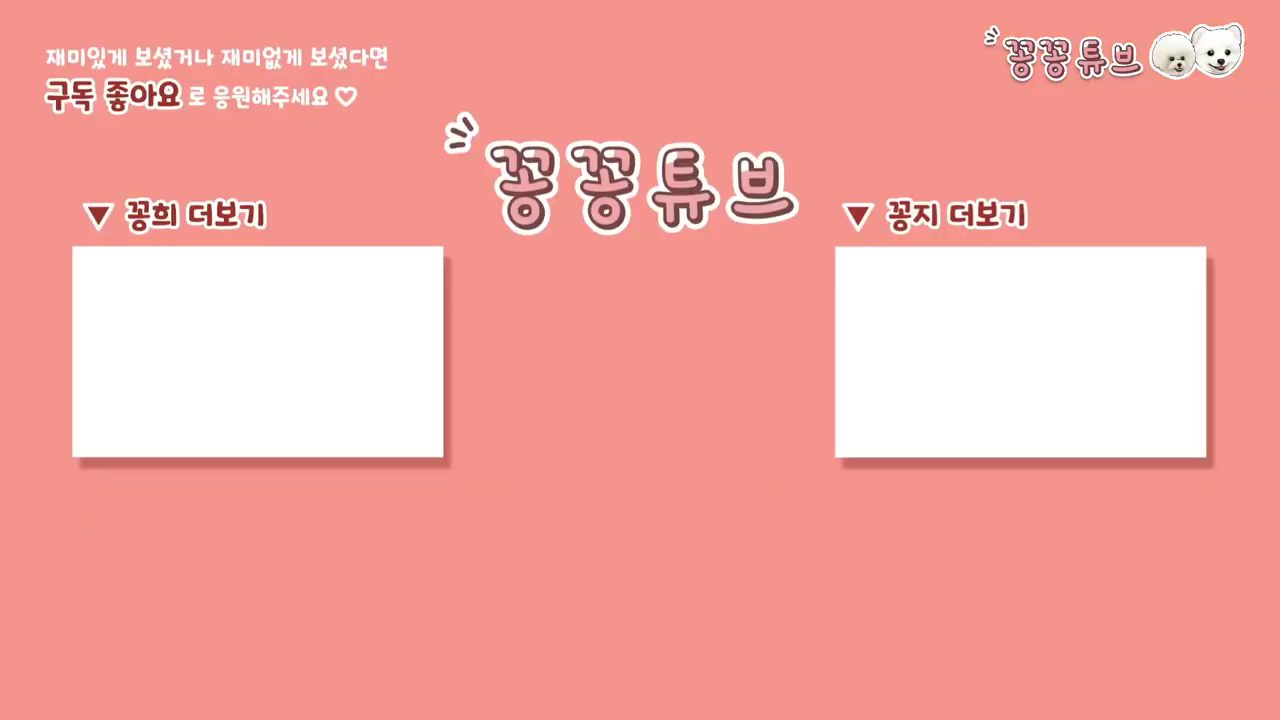 재미있게 보셨거나 재미없게 보셨다면
구독 좋아요로 응원해주세요♡
꽁꽁튜브
꽁꽁튜브
▼ 꽁희 더보기
▼ 꽁지 더보기